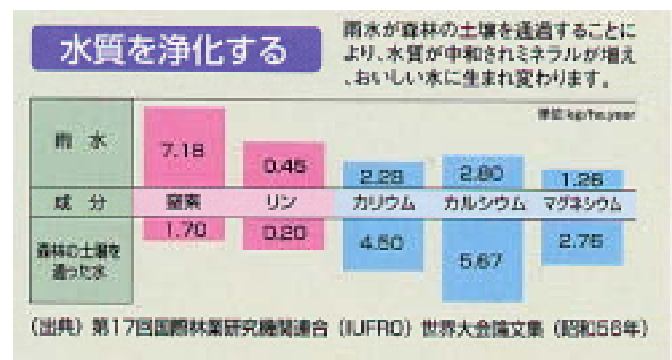 水質を浄化する
雨水が森林の土壌を通過することに
より、水質が中和されミネラルが増え
、おいしい水に生まれ変わります。
単位:kg/ha.year
雨 水 7.18 0.45 2.28 2.80 1.26
成 分 窒素 リン カリウム カルシウム マグネシウム
森林の土壌を 1.70 0.20 4.50 5.67 2.75
通った水
(出典)第17回国際林業研究機関連合(IUFRO)世界大会論文集(昭和56年)